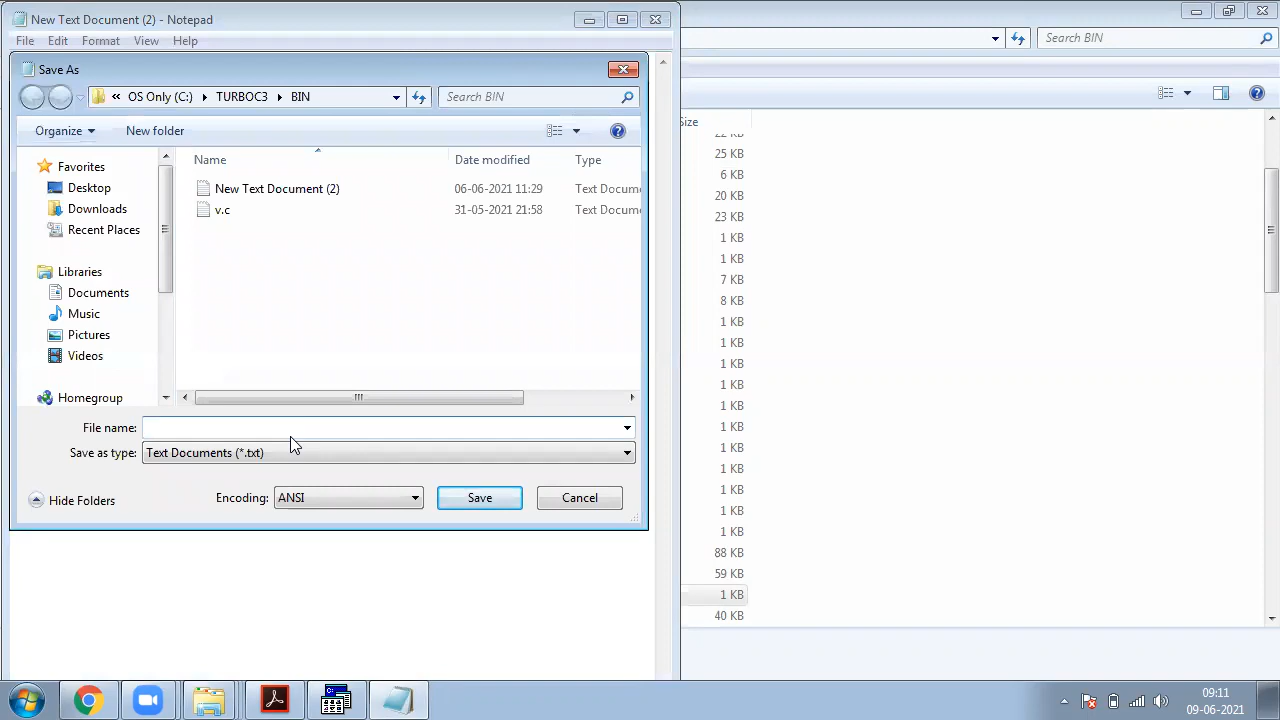 New Text Document (2) - Notepad
File Edit Format View Help
Save As
« OS Only (C:) TURBOC3 BIN
Search BIN
Search BIN
Organize New folder
Name Date modified Type
New Text Document (2) 06-06-2021 11:29 Text Docume
v.c 31-05-2021 21:58 Text Docume
Favorites
Desktop
Downloads
Recent Places
Libraries
Documents
Music
Pictures
Videos
Homegroup
File name:
Save as type: Text Documents (*.txt)
Hide Folders
Encoding: ANSI
Save
Cancel
Size
22 KB
25 KB
6 KB
20 KB
23 KB
1 KB
1 KB
7 KB
8 KB
1 KB
1 KB
1 KB
1 KB
1 KB
1 KB
1 KB
1 KB
1 KB
1 KB
1 KB
88 KB
59 KB
1 KB
40 KB
09:11
09-06-2021